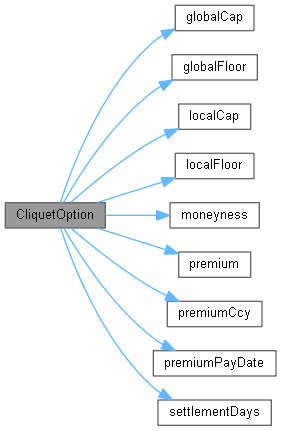 globalCap
globalFloor
localCap
localFloor
CliquetOption
moneyness
premium
premiumCcy
premiumPayDate
settlementDays